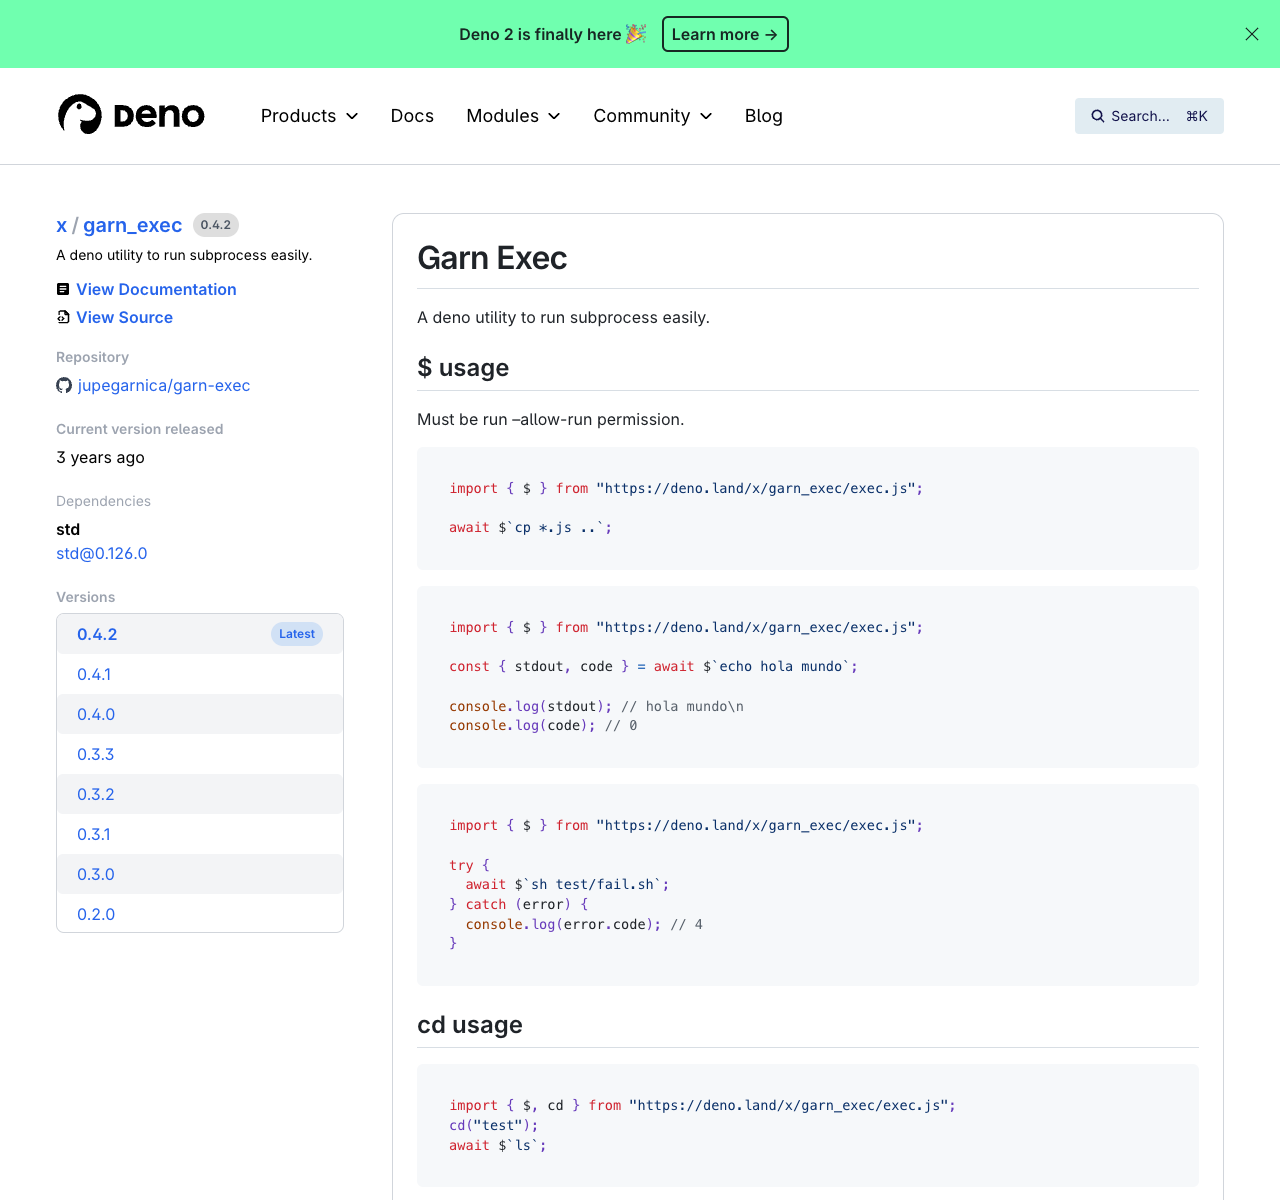 Deno 2 is finally here 🎉 Learn more →
DENO Products Docs Modules Community Blog Search... ⌘K
x / garn_exec 0.4.2
A deno utility to run subprocess easily.
View Documentation
View Source
Repository
jupegarnica/garn-exec
Current version released
3 years ago
Dependencies
std
std@0.126.0
Versions
0.4.2 Latest
0.4.1
0.4.0
0.3.3
0.3.2
0.3.1
0.3.0
0.2.0
Garn Exec
A deno utility to run subprocess easily.
$ usage
Must be run –allow-run permission.
import { $ } from "https://deno.land/x/garn_exec/exec.js";
await $`cp *.js ..`;
import { $ } from "https://deno.land/x/garn_exec/exec.js";
const { stdout, code } = await $`echo hola mundo`;
console.log(stdout); // hola mundo\n
console.log(code); // 0
import { $ } from "https://deno.land/x/garn_exec/exec.js";
try {
  await $`sh test/fail.sh`;
} catch (error) {
  console.log(error.code); // 4
}
cd usage
import { $, cd } from "https://deno.land/x/garn_exec/exec.js";
cd("test");
await $`ls`;